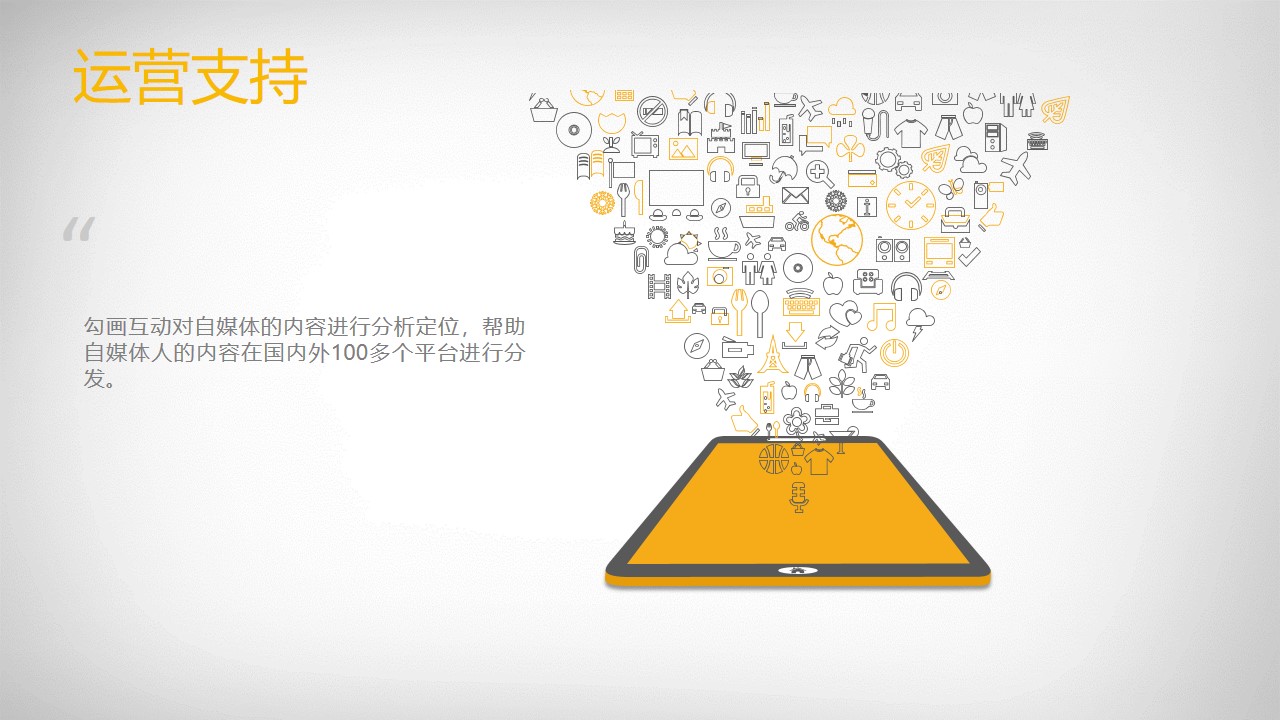 运营支持
“
勾画互动对自媒体的内容进行分析定位，帮助
自媒体人的内容在国内外100多个平台进行分
发。